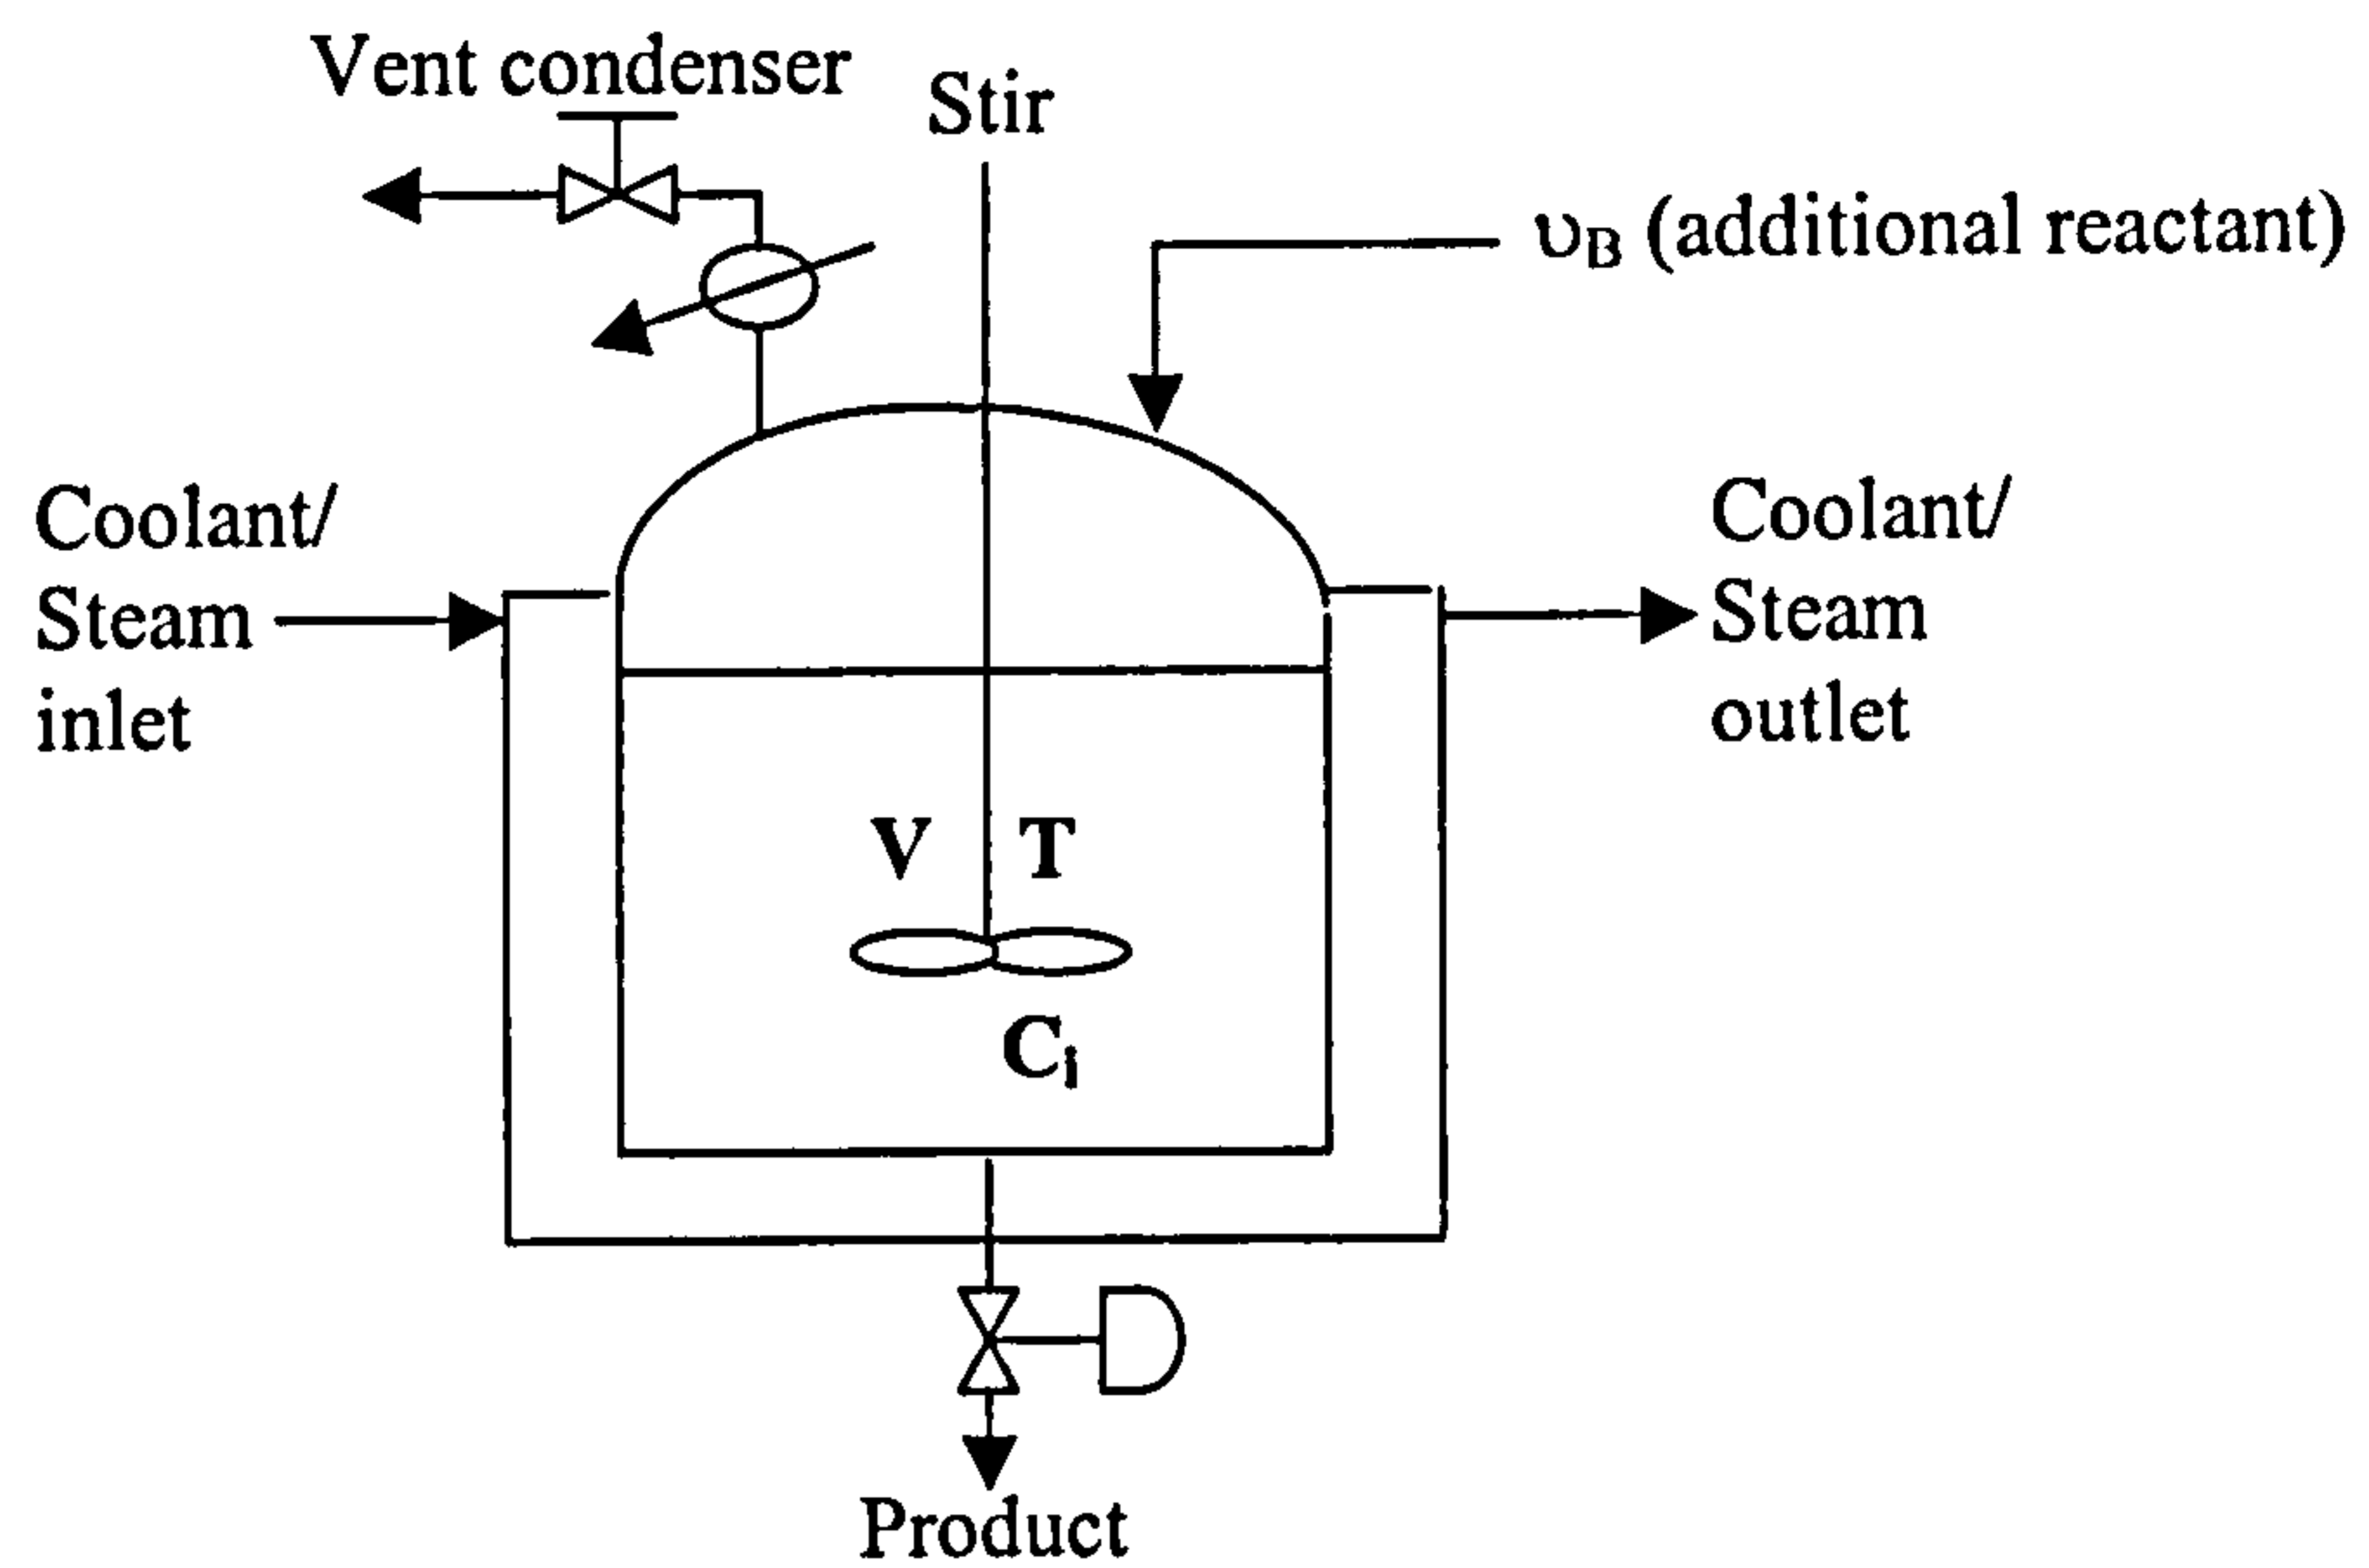 Vent condenser
Stir
υB (additional reactant)
Coolant/
Steam
inlet
Coolant/
Steam
outlet
V T
Ci
Product